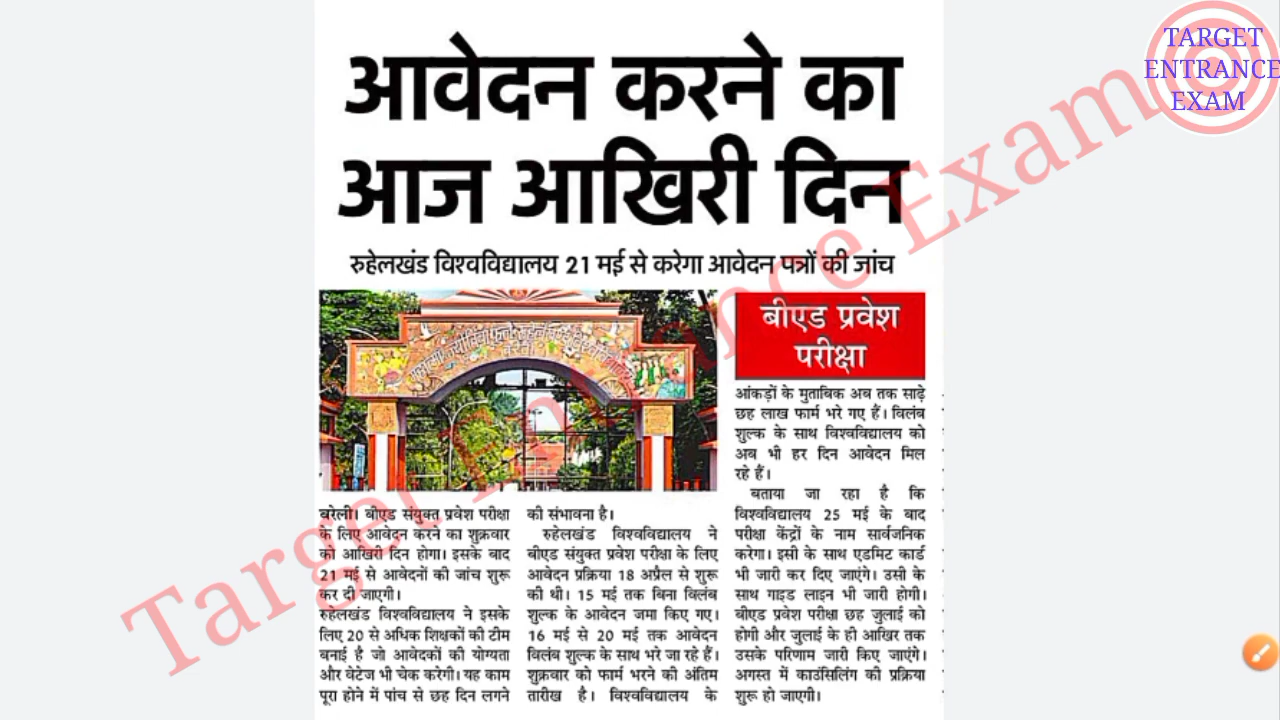 आवेदन करने का
आज आखिरी दिन
रुहेलखंड विश्वविद्यालय 21 मई से करेगा आवेदन पत्रों की जांच
बरेली। बीएड संयुक्त प्रवेश परीक्षा
के लिए आवेदन करने का शुक्रवार
को आखिरी दिन होगा। इसके बाद
21 मई से आवेदनों की जांच शुरू
कर दी जाएगी।
रुहेलखंड विश्वविद्यालय ने इसके
लिए 20 से अधिक शिक्षकों की टीम
बनाई है जो आवेदकों की योग्यता
और वेटेज भी चेक करेगी। यह काम
पूरा होने में पांच से छह दिन लगने
की संभावना है।
रुहेलखंड विश्वविद्यालय ने
बीएड संयुक्त प्रवेश परीक्षा के लिए
आवेदन प्रक्रिया 18 अप्रैल से शुरू
की थी। 15 मई तक बिना विलंब
शुल्क के आवेदन जमा किए गए।
16 मई से 20 मई तक आवेदन
विलंब शुल्क के साथ भरे जा रहे हैं।
शुक्रवार को फार्म भरने की अंतिम
तारीख है। विश्वविद्यालय के
बीएड प्रवेश
परीक्षा
आंकड़ों के मुताबिक अब तक साढ़े
छह लाख फार्म भरे गए हैं। विलंब
शुल्क के साथ विश्वविद्यालय को
अब भी हर दिन आवेदन मिल
रहे हैं।
बताया जा रहा है कि
विश्वविद्यालय 25 मई के बाद
परीक्षा केंद्रों के नाम सार्वजनिक
करेगा। इसी के साथ एडमिट कार्ड
भी जारी कर दिए जाएंगे। उसी के
साथ गाइड लाइन भी जारी होगी।
बीएड प्रवेश परीक्षा छह जुलाई को
होगी और जुलाई के ही आखिर तक
उसके परिणाम जारी किए जाएंगे।
अगस्त में काउंसिलिंग की प्रक्रिया
शुरू हो जाएगी।
TARGET
ENTRANCE
EXAM
Target Entrance Exam